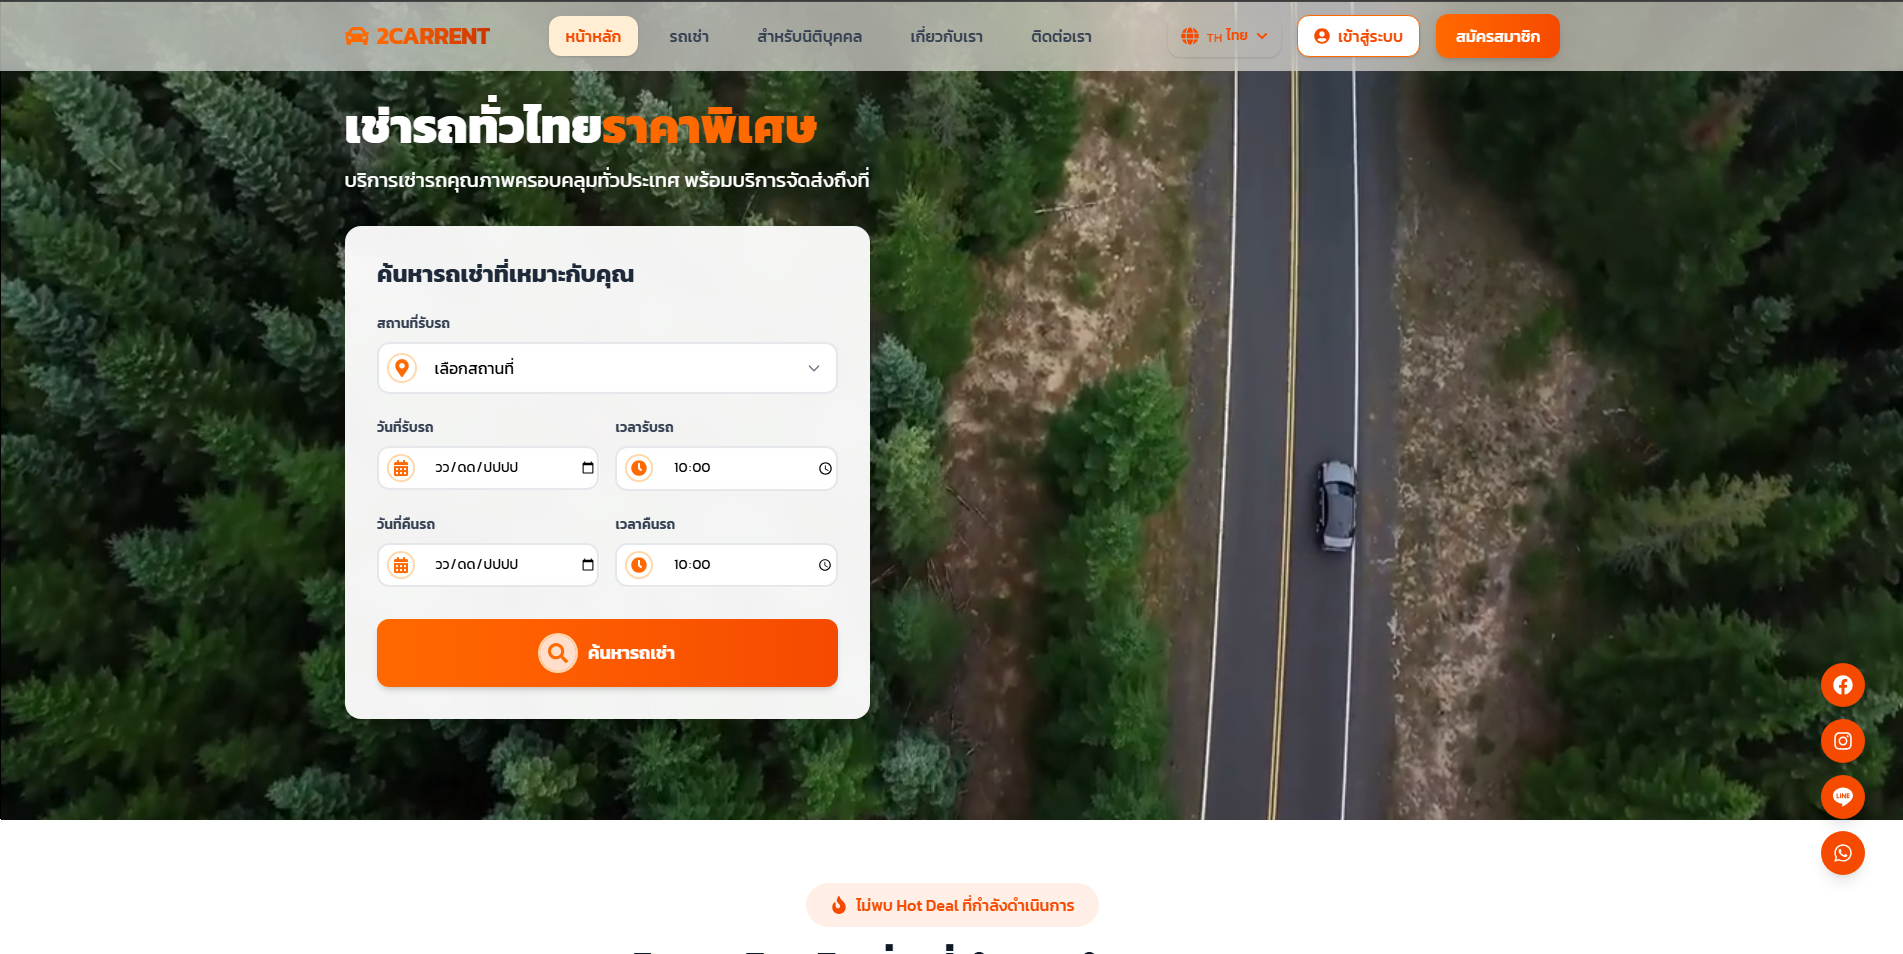 2CARRENT
หน้าหลัก
รถเช่า
สำหรับนิติบุคคล
เกี่ยวกับเรา
ติดต่อเรา
TH ไทย
เข้าสู่ระบบ
สมัครสมาชิก
เช่ารถทั่วไทยราคาพิเศษ
บริการเช่ารถคุณภาพครอบคลุมทั่วประเทศ พร้อมบริการจัดส่งถึงที่
ค้นหารถเช่าที่เหมาะกับคุณ
สถานที่รับรถ
เลือกสถานที่
วันที่รับรถ
เวลารับรถ
วว/ดด/ปปปป
10:00
วันที่คืนรถ
เวลาคืนรถ
วว/ดด/ปปปป
10:00
ค้นหารถเช่า
LINE
ไม่พบ Hot Deal ที่กำลังดำเนินการ